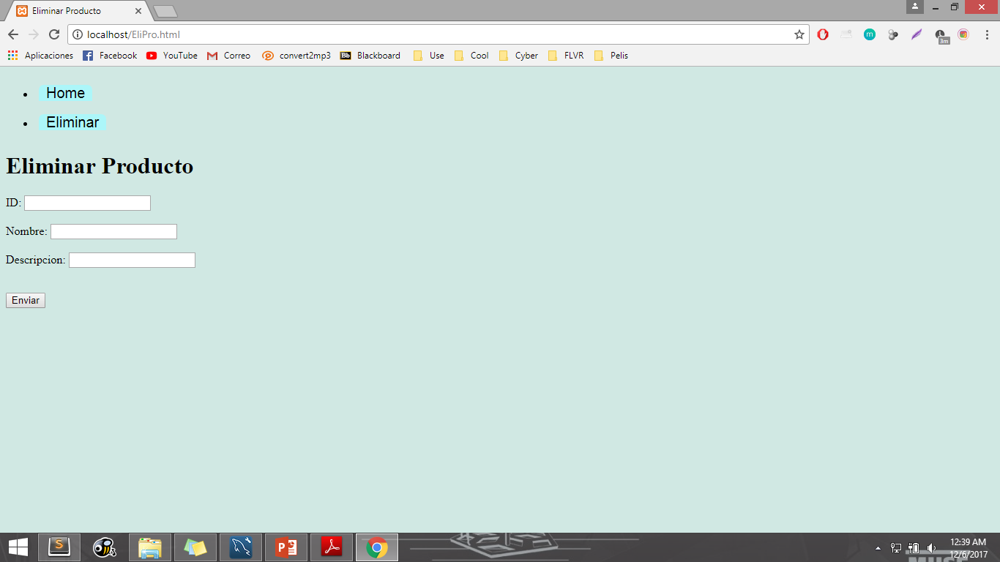 Eliminar Producto
localhost/EliPro.html
m
3m
Aplicaciones Facebook YouTube Correo convert2mp3 Bb Blackboard Use Cool Cyber FLVR Pelis
Home
Eliminar
Eliminar Producto
ID:
Nombre:
Descripcion:
Enviar
12:39 AM
12/6/2017